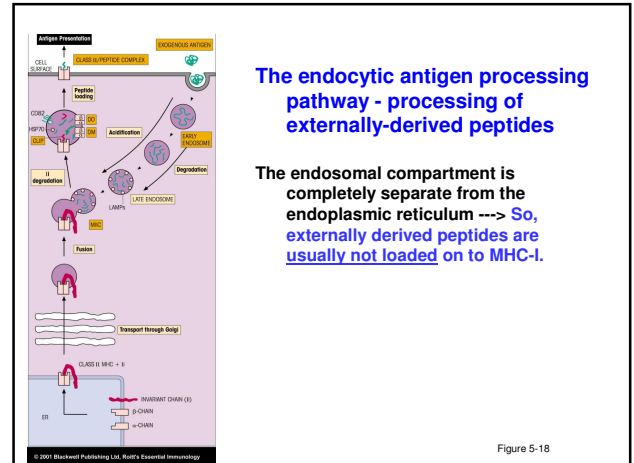 Antigen Presentation
EXOGENOUS ANTIGEN
CELL
SURFACE
CLASS II/PEPTIDE COMPLEX
Peptide
loading
CD82
HSP70
CLIP
DO
DM
Acidification
EARLY
ENDOSOME
Ii
degradation
Degradation
LATE ENDOSOME
LAMPs
MIIC
Fusion
Transport through Golgi
CLASS II MHC + Ii
INVARIANT CHAIN (Ii)
β-CHAIN
α-CHAIN
ER
© 2001 Blackwell Publishing Ltd, Roitt's Essential Immunology
The endocytic antigen processing
pathway - processing of
externally-derived peptides
The endosomal compartment is
completely separate from the
endoplasmic reticulum ---> So,
externally derived peptides are
usually not loaded on to MHC-I.
Figure 5-18